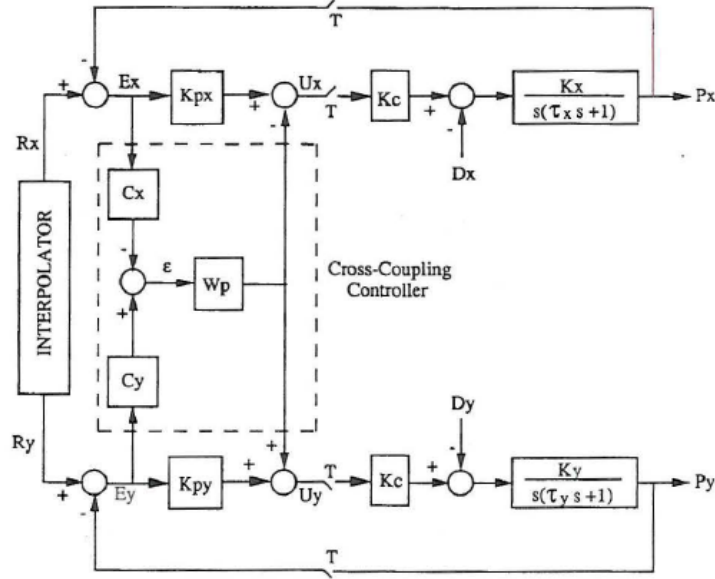 T
- Ex Ux
+ Kpx + - T Kc + - Kx Px
s(τx s+1)
Rx
Dx
Cx
-
ε Wp
+
Cross-Coupling
Controller
INTERPOLATOR
Cy
Ry
Dy
+ Ey Kpy + + Uy T Kc + - Ky Py
s(τy s+1)
-
T